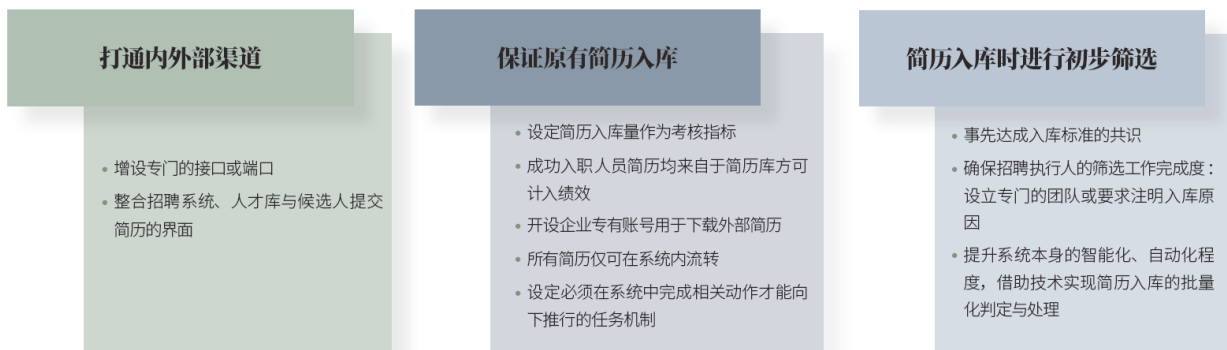 打通内外部渠道
• 增设专门的接口或端口
• 整合招聘系统、人才库与候选人提交
简历的界面
保证原有简历入库
• 设定简历入库量作为考核指标
• 成功入职人员简历均来自于简历库方可
计入绩效
• 开设企业专有账号用于下载外部简历
• 所有简历仅可在系统内流转
• 设定必须在系统中完成相关动作才能向
下推行的任务机制
简历入库时进行初步筛选
• 事先达成入库标准的共识
• 确保招聘执行人的筛选工作完成度：
设立专门的团队或要求注明入库原
因
• 提升系统本身的智能化、自动化程
度，借助技术实现简历入库的批量
化判定与处理